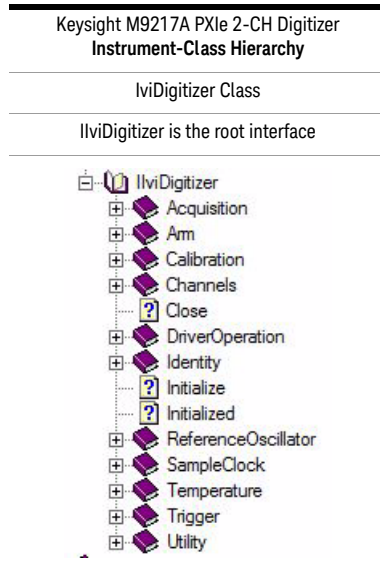 Keysight M9217A PXIe 2-CH Digitizer
Instrument-Class Hierarchy
IviDigitizer Class
IIviDigitizer is the root interface
IIviDigitizer
Acquisition
Arm
Calibration
Channels
Close
DriverOperation
Identity
Initialize
Initialized
ReferenceOscillator
SampleClock
Temperature
Trigger
Utility